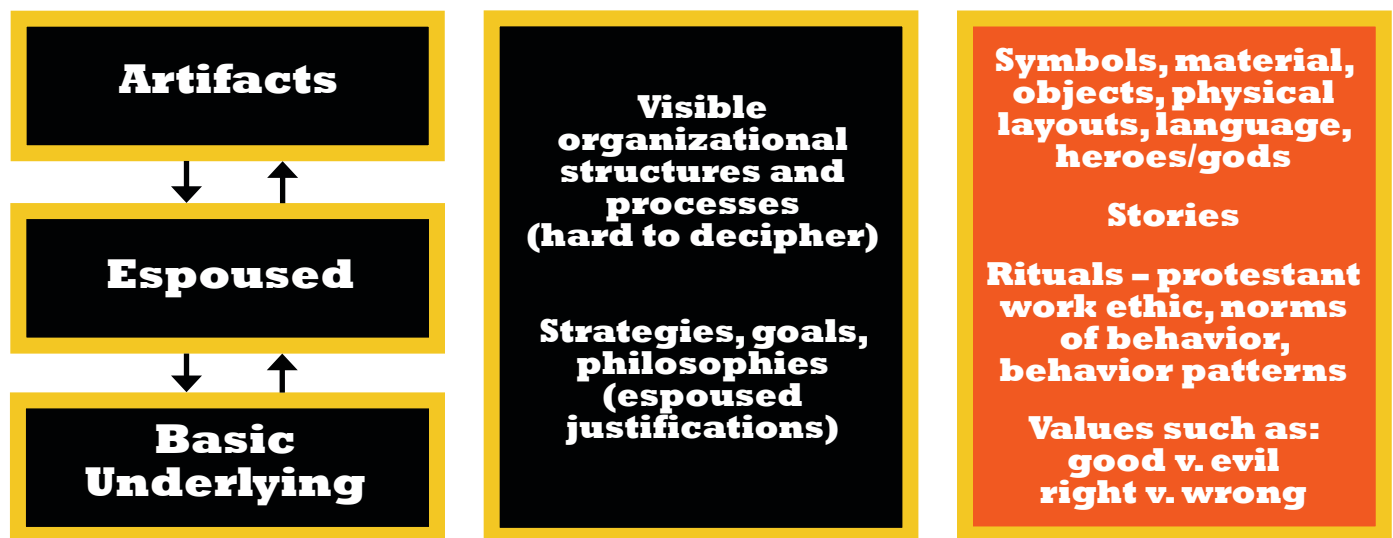 Artifacts
Espoused
Basic
Underlying
Visible
organizational
structures and
processes
(hard to decipher)
Strategies, goals,
philosophies
(espoused
justifications)
Symbols, material,
objects, physical
layouts, language,
heroes/gods
Stories
Rituals – protestant
work ethic, norms
of behavior,
behavior patterns
Values such as:
good v. evil
right v. wrong